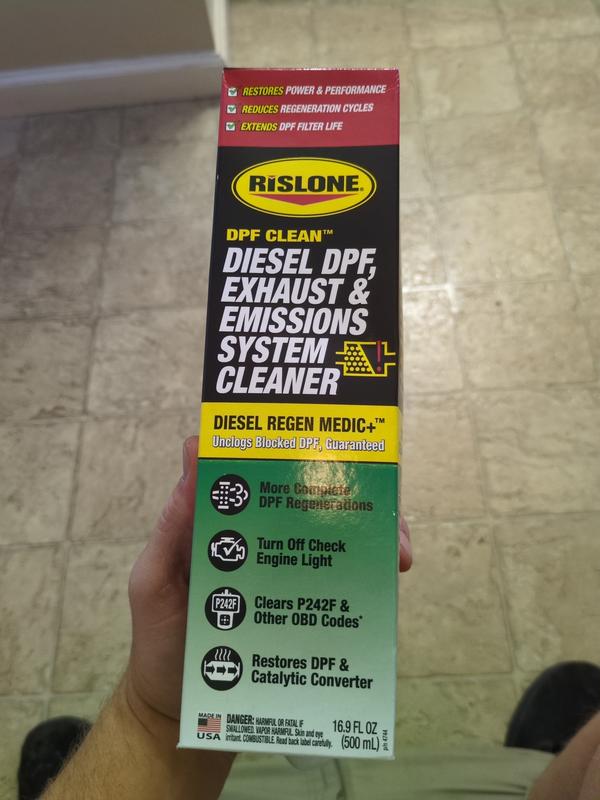 RESTORES POWER & PERFORMANCE
REDUCES REGENERATION CYCLES
EXTENDS DPF FILTER LIFE
RISLONE®
DPF CLEAN™
DIESEL DPF,
EXHAUST &
EMISSIONS
SYSTEM
CLEANER
DIESEL REGEN MEDIC+™
Unclogs Blocked DPF, Guaranteed
More Complete
DPF Regenerations
Turn Off Check
Engine Light
P242F
Clears P242F &
Other OBD Codes*
Restores DPF &
Catalytic Converter
MADE IN
USA
DANGER: HARMFUL OR FATAL IF
SWALLOWED. VAPOR HARMFUL. Skin and eye
irritant. COMBUSTIBLE. Read back label carefully.
16.9 FL OZ
(500 mL)
p/n 4744